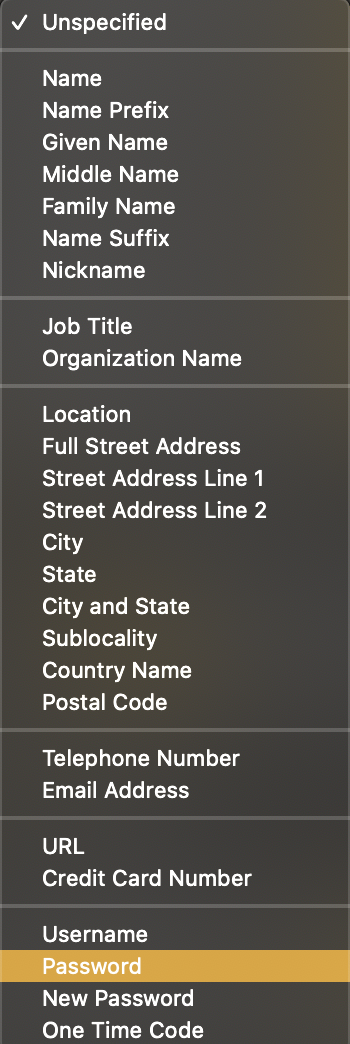 ✓ Unspecified
Name
Name Prefix
Given Name
Middle Name
Family Name
Name Suffix
Nickname
Job Title
Organization Name
Location
Full Street Address
Street Address Line 1
Street Address Line 2
City
State
City and State
Sublocality
Country Name
Postal Code
Telephone Number
Email Address
URL
Credit Card Number
Username
Password
New Password
One Time Code